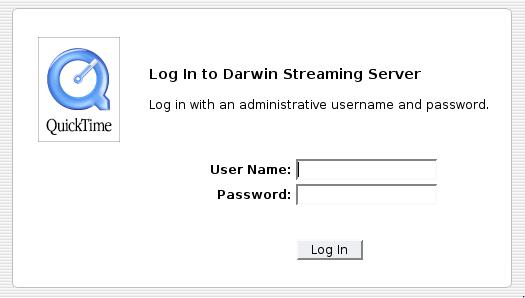 Log In to Darwin Streaming Server
Log in with an administrative username and password.
QuickTime
User Name:
Password:
Log In